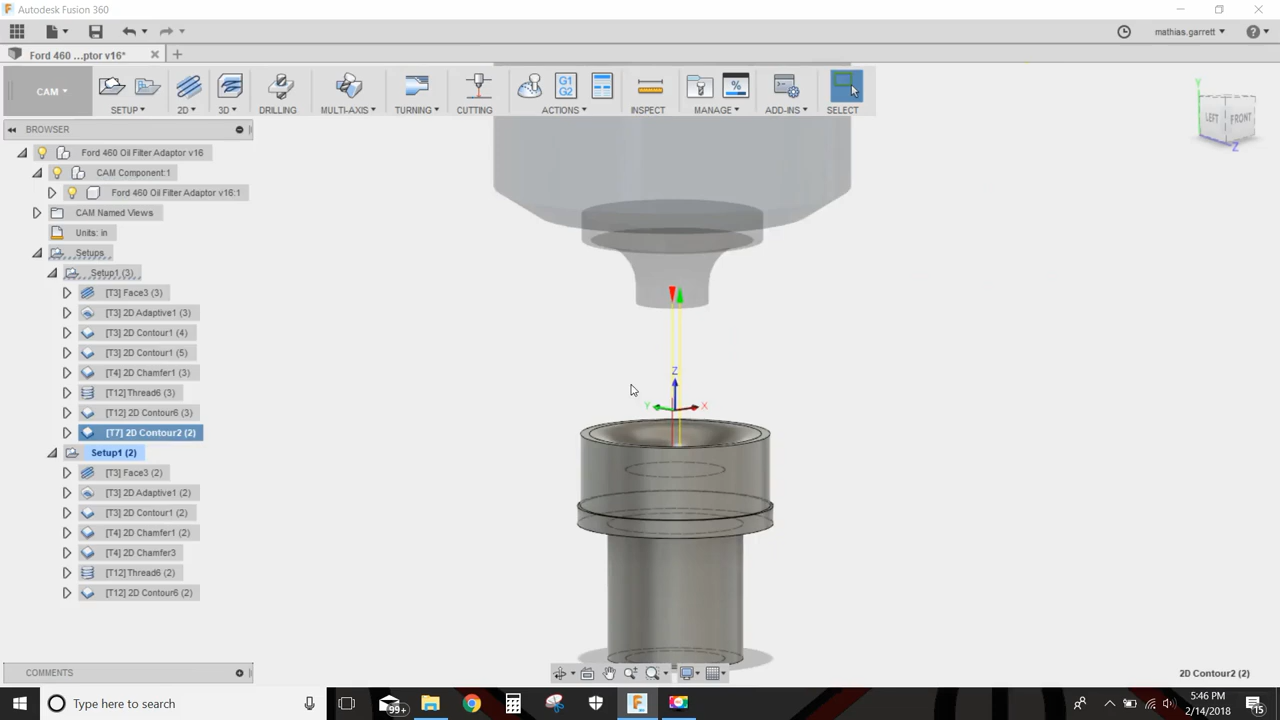 Autodesk Fusion 360
mathias.garrett
Ford 460 ...ptor v16*
CAM
SETUP
2D
3D
DRILLING
MULTI-AXIS
TURNING
CUTTING
G1
G2
ACTIONS
INSPECT
%
MANAGE
ADD-INS
SELECT
Y
LEFT
FRONT
Z
BROWSER
Ford 460 Oil Filter Adaptor v16
CAM Component:1
Ford 460 Oil Filter Adaptor v16:1
CAM Named Views
Units: in
Setups
Setup1 (3)
[T3] Face3 (3)
[T3] 2D Adaptive1 (3)
[T3] 2D Contour1 (4)
[T3] 2D Contour1 (5)
[T4] 2D Chamfer1 (3)
[T12] Thread6 (3)
[T12] 2D Contour6 (3)
[T7] 2D Contour2 (2)
Setup1 (2)
[T3] Face3 (2)
[T3] 2D Adaptive1 (2)
[T3] 2D Contour1 (2)
[T4] 2D Chamfer1 (2)
[T4] 2D Chamfer3
[T12] Thread6 (2)
[T12] 2D Contour6 (2)
Z
Y
X
COMMENTS
2D Contour2 (2)
Type here to search
99+
F
5:46 PM
2/14/2018
15